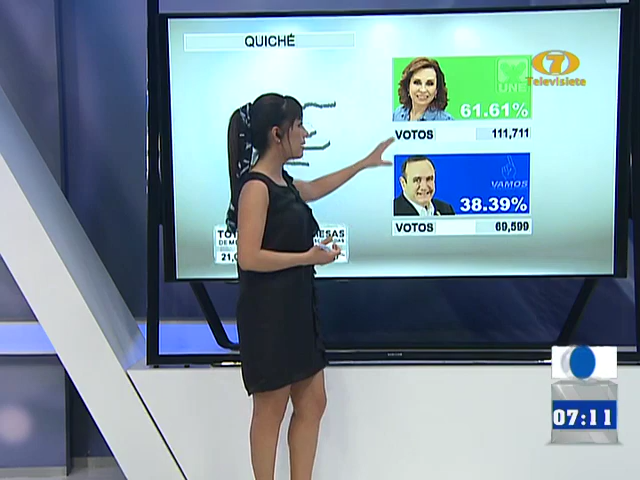 QUICHÉ
UNE
7
Televisiete
61.61%
VOTOS 111,711
VAMOS
38.39%
VOTOS 69,599
07:11